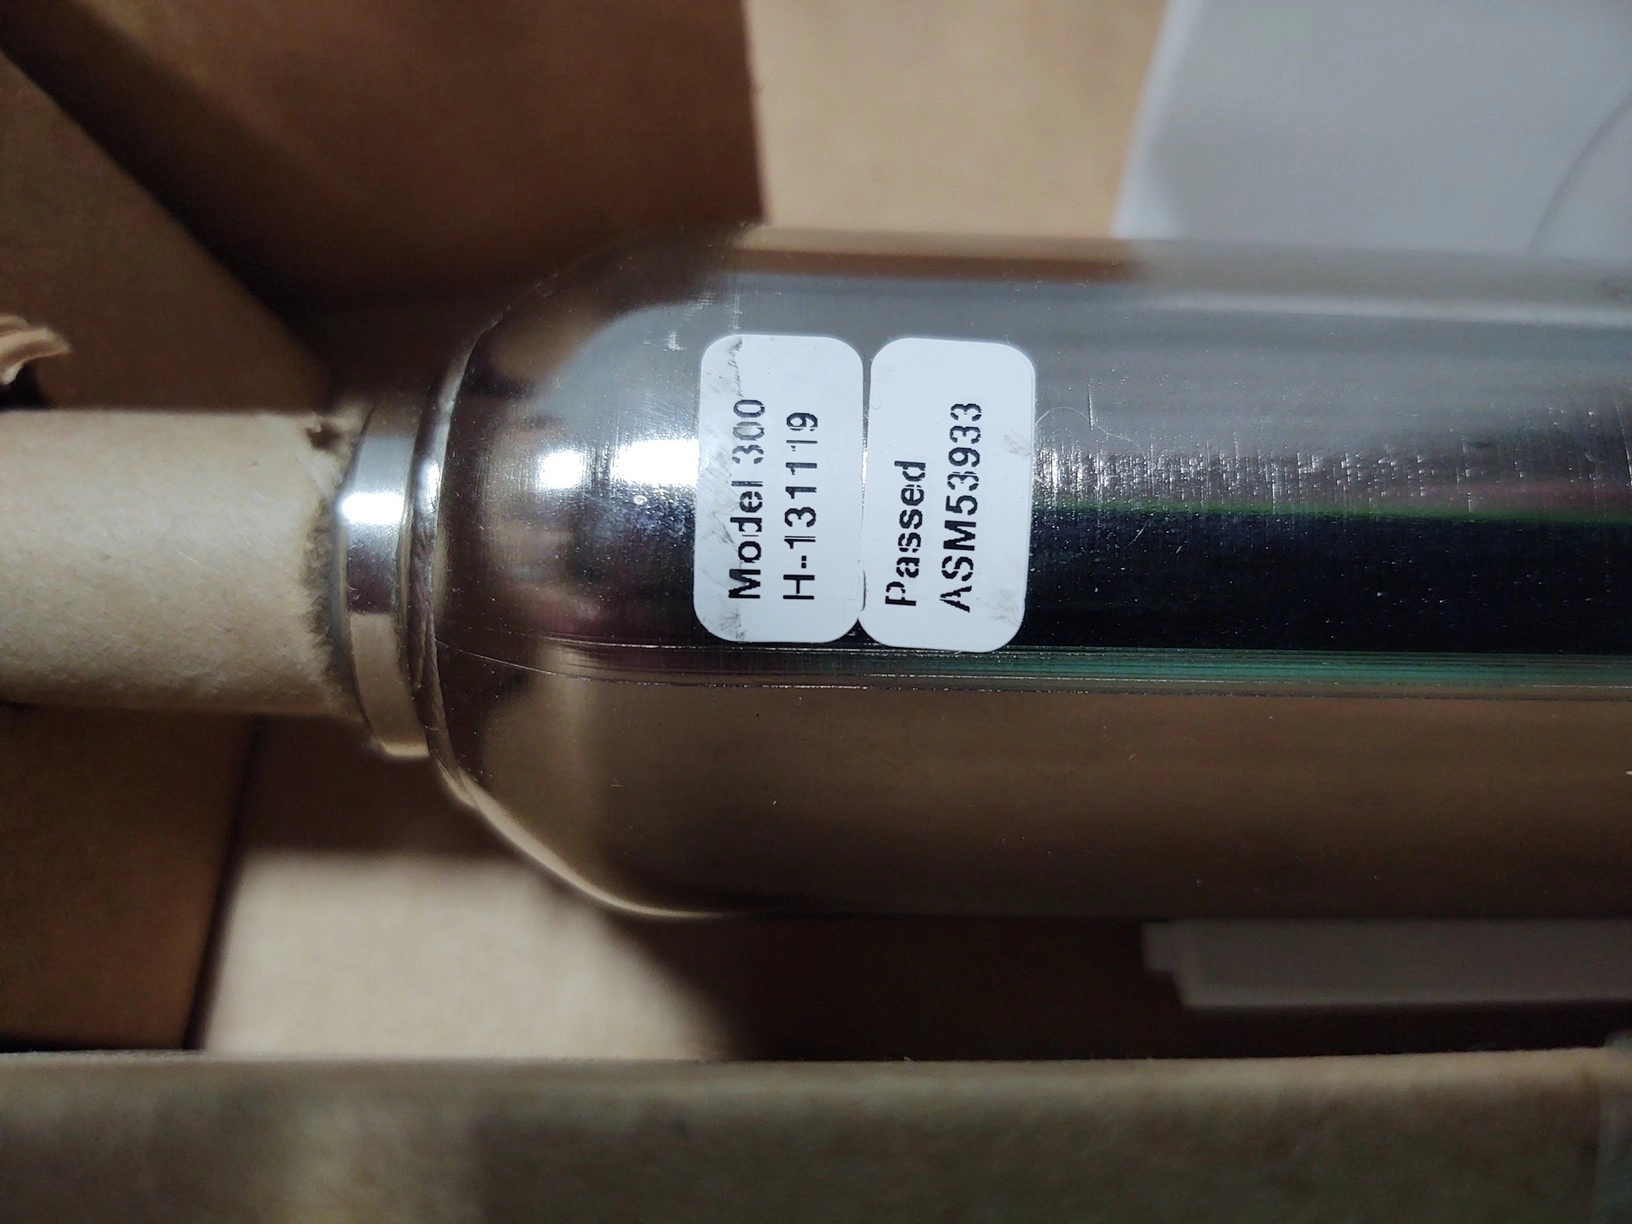 Model 300
H-131119
Passed
ASM53933